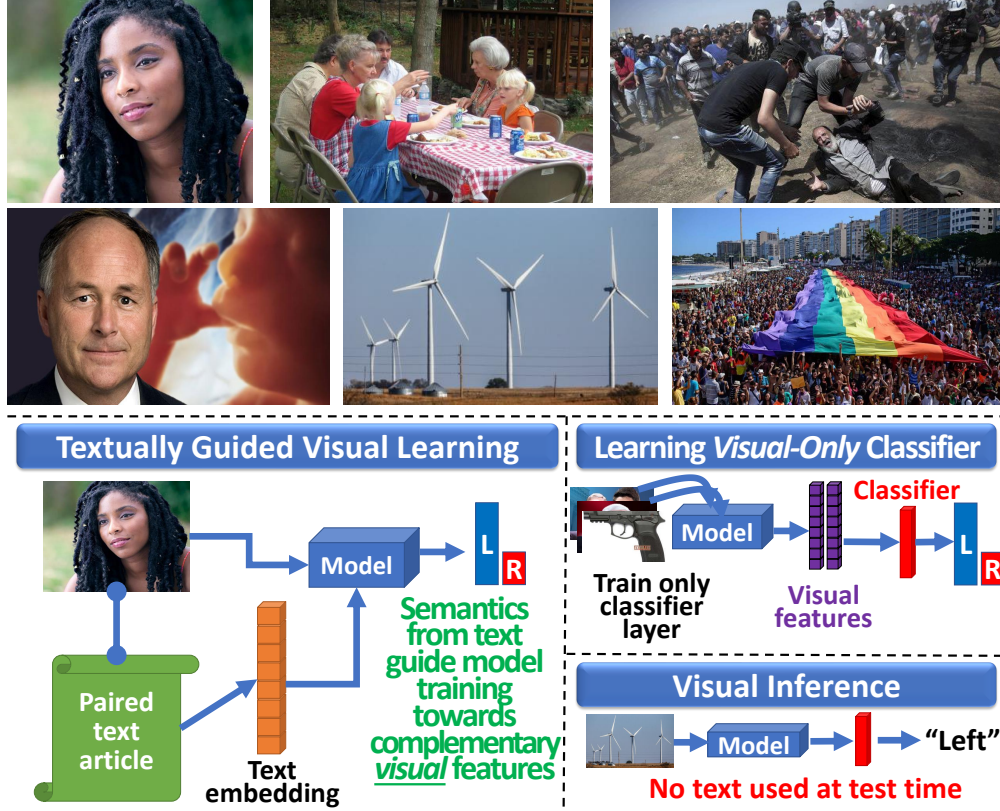 TV
Textually Guided Visual Learning
Model
L
R
Paired
text
article
Text
embedding
Semantics
from text
guide model
training
towards
complementary
visual features
Learning Visual-Only Classifier
Model
Classifier
L
R
Train only
classifier
layer
Visual
features
Visual Inference
Model
“Left”
No text used at test time